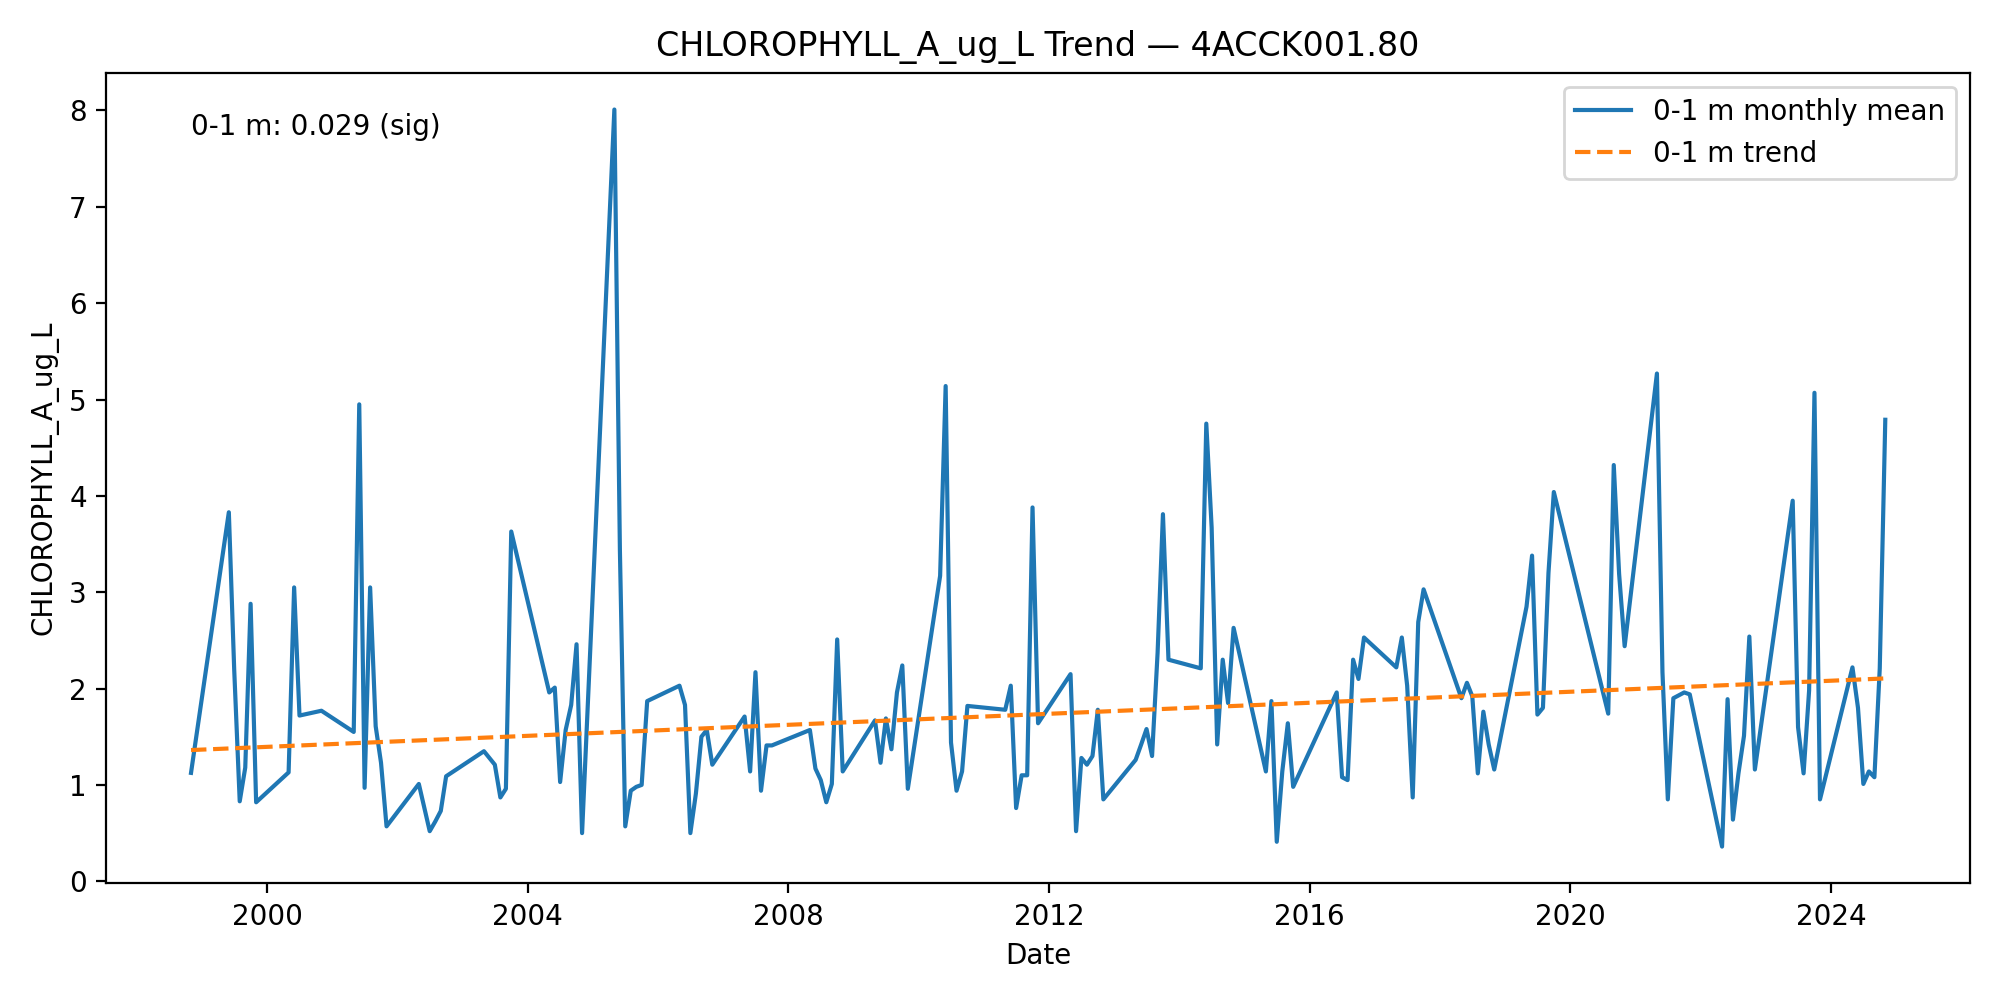 CHLOROPHYLL_A_ug_L Trend — 4ACCK001.80
0-1 m: 0.029 (sig)
0-1 m monthly mean
0-1 m trend
CHLOROPHYLL_A_ug_L
8
7
6
5
4
3
2
1
0
2000 2004 2008 2012 2016 2020 2024
Date